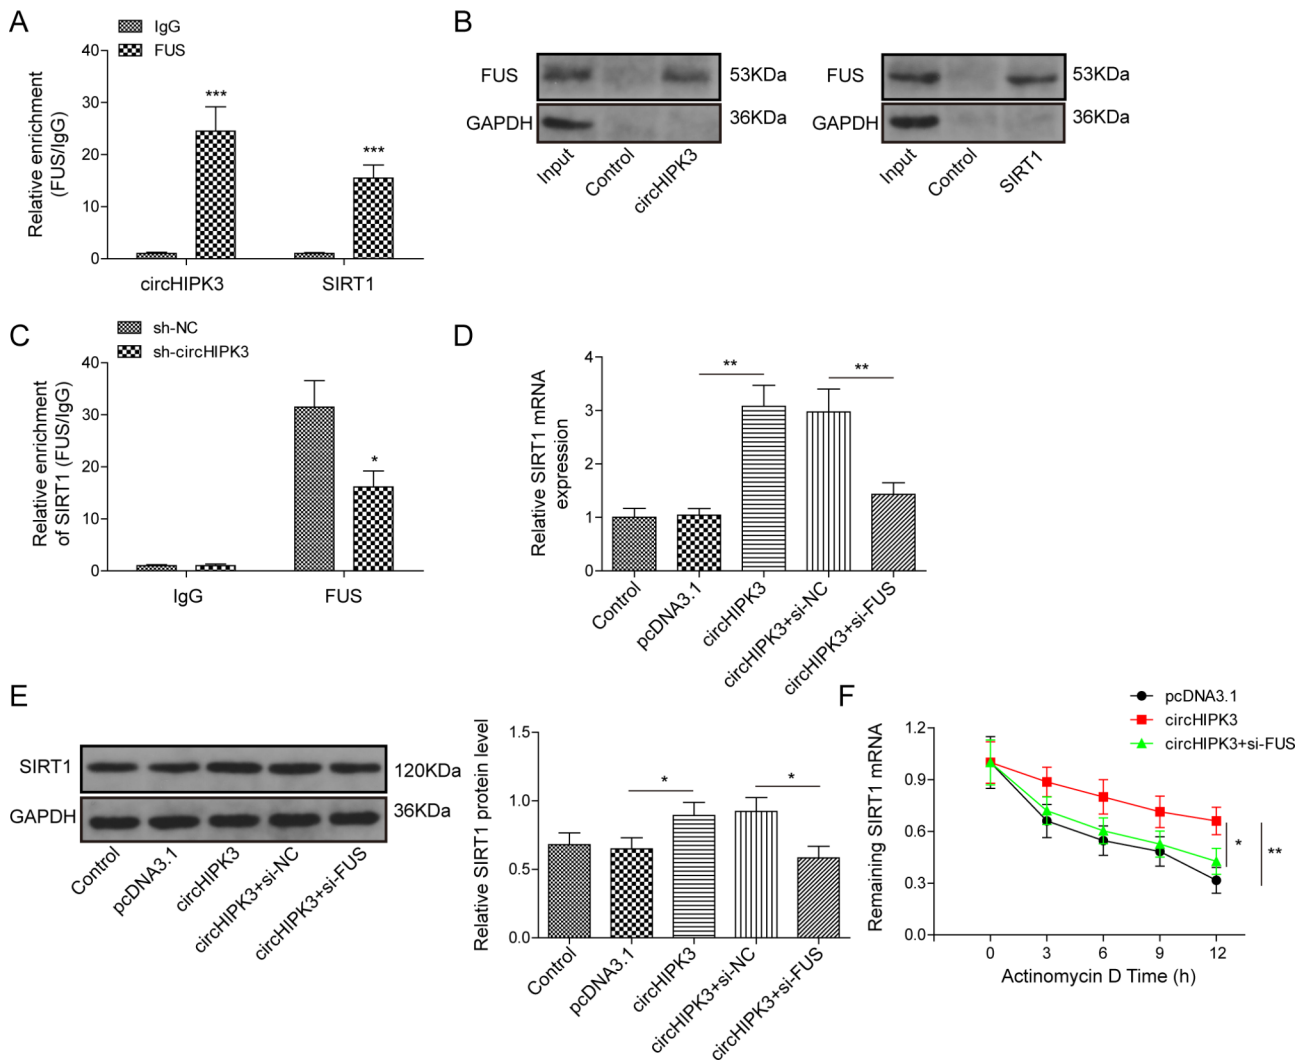 A
IgG
FUS
Relative enrichment
(FUS/IgG)
40
30
20
10
0
***
***
circHIPK3
SIRT1
B
FUS
53KDa
GAPDH
36KDa
Input
Control
circHIPK3
FUS
53KDa
GAPDH
36KDa
Input
Control
SIRT1
C
sh-NC
sh-circHIPK3
Relative enrichment
of SIRT1 (FUS/IgG)
40
30
20
10
0
*
IgG
FUS
D
Relative SIRT1 mRNA
expression
4
3
2
1
0
**
**
Control
pcDNA3.1
circHIPK3
circHIPK3+si-NC
circHIPK3+si-FUS
E
SIRT1
120KDa
GAPDH
36KDa
Control
pcDNA3.1
circHIPK3
circHIPK3+si-NC
circHIPK3+si-FUS
Relative SIRT1 protein level
1.5
1.0
0.5
0.0
*
*
Control
pcDNA3.1
circHIPK3
circHIPK3+si-NC
circHIPK3+si-FUS
F
pcDNA3.1
circHIPK3
circHIPK3+si-FUS
Remaining SIRT1 mRNA
1.2
0.9
0.6
0.3
0.0
*
**
0 3 6 9 12
Actinomycin D Time (h)